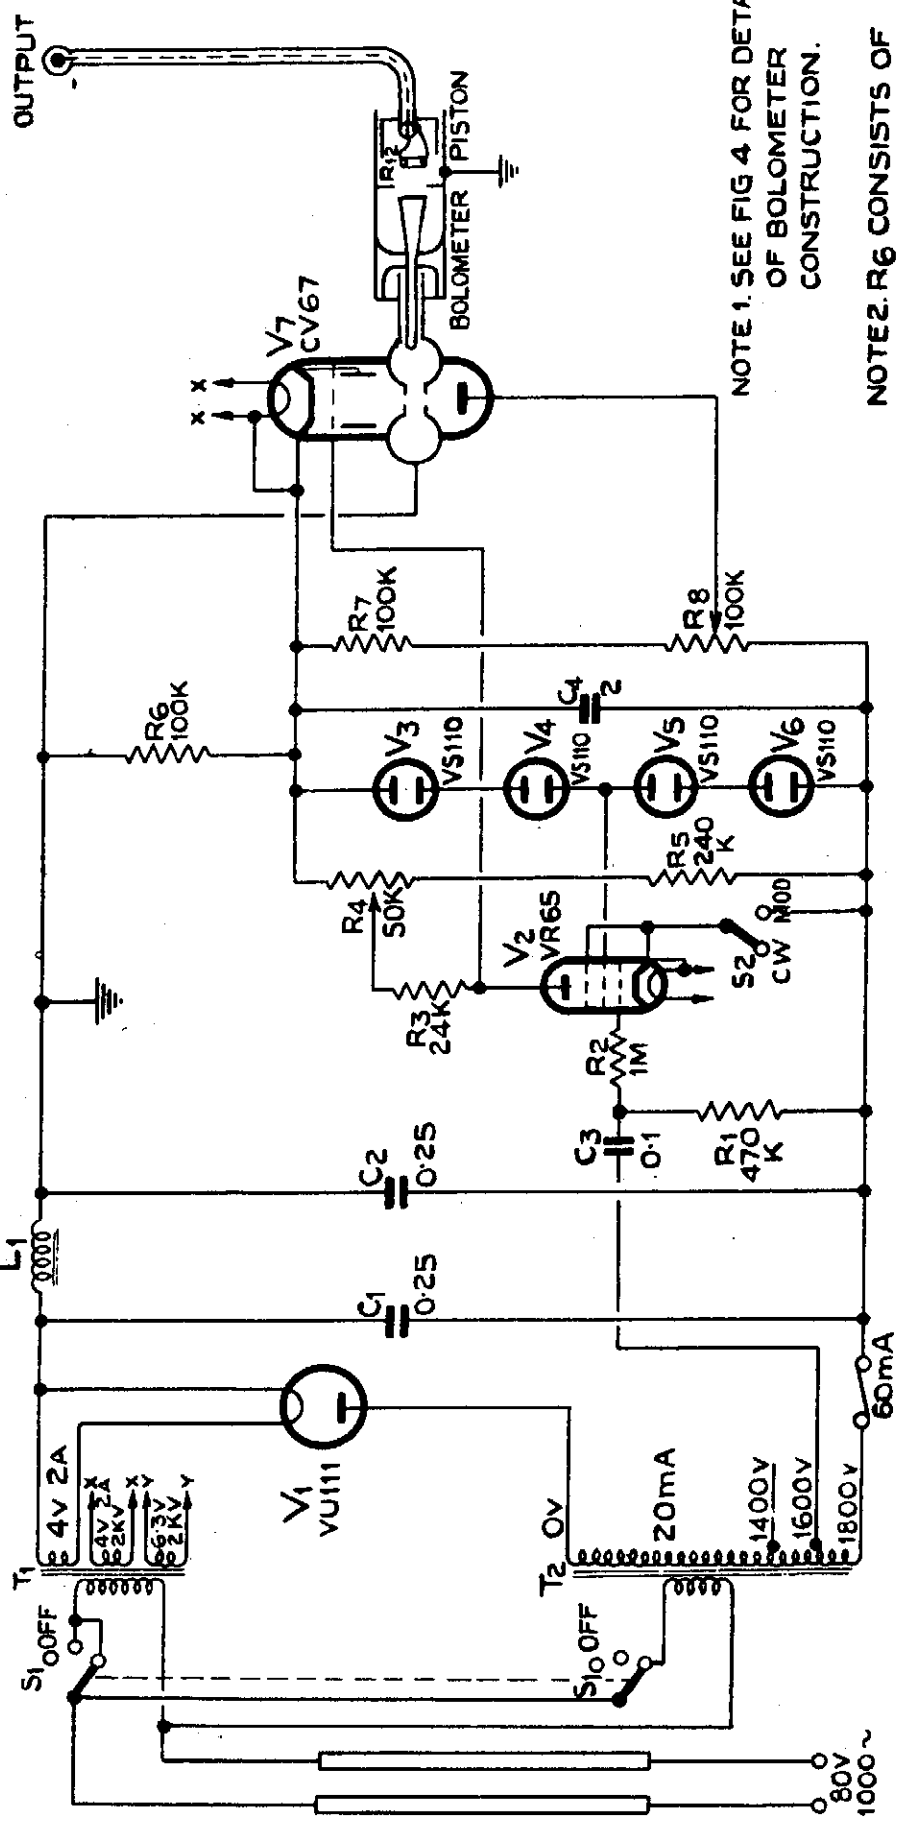 OUTPUT
R12
PISTON
BOLOMETER
V7
CV67
X X
NOTE 1. SEE FIG 4 FOR DETA
OF BOLOMETER
CONSTRUCTION.
NOTE 2. R6 CONSISTS OF
R6
100K
R7
100K
R8
100K
C4
2
V3
VS110
V4
VS110
V5
VS110
V6
VS110
R4
50K
R5
240
K
R3
24K
V2
VR65
S2
CW
MOD
R2
1M
C3
0·1
R1
470
K
C2
0·25
L1
C1
0·25
V1
VU111
T1
4V 2A
4V 2A
2KV
X
X
6·3V
2KV
Y
Y
S1
OFF
T2
0V
20mA
1400V
1600V
1800V
60mA
S1
OFF
80V
1000~